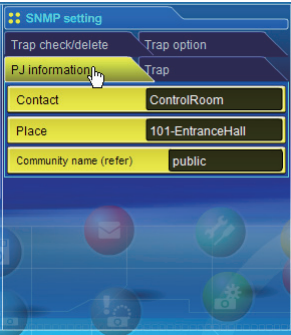 SNMP setting
Trap check/delete Trap option
PJ information Trap
Contact ControlRoom
Place 101-EntranceHall
Community name (refer) public